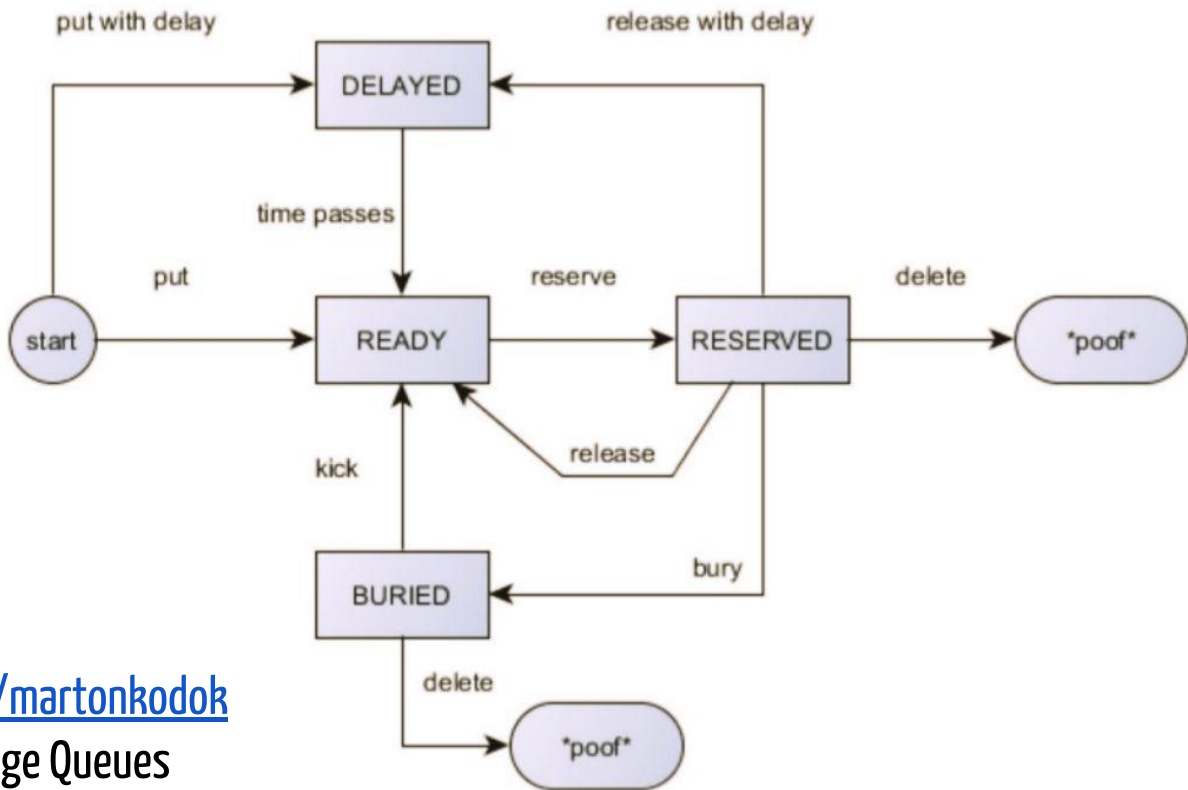 put with delay
release with delay
DELAYED
time passes
put
reserve
delete
start
READY
RESERVED
*poof*
release
kick
bury
BURIED
delete
/martonkodok
ge Queues
*poof*